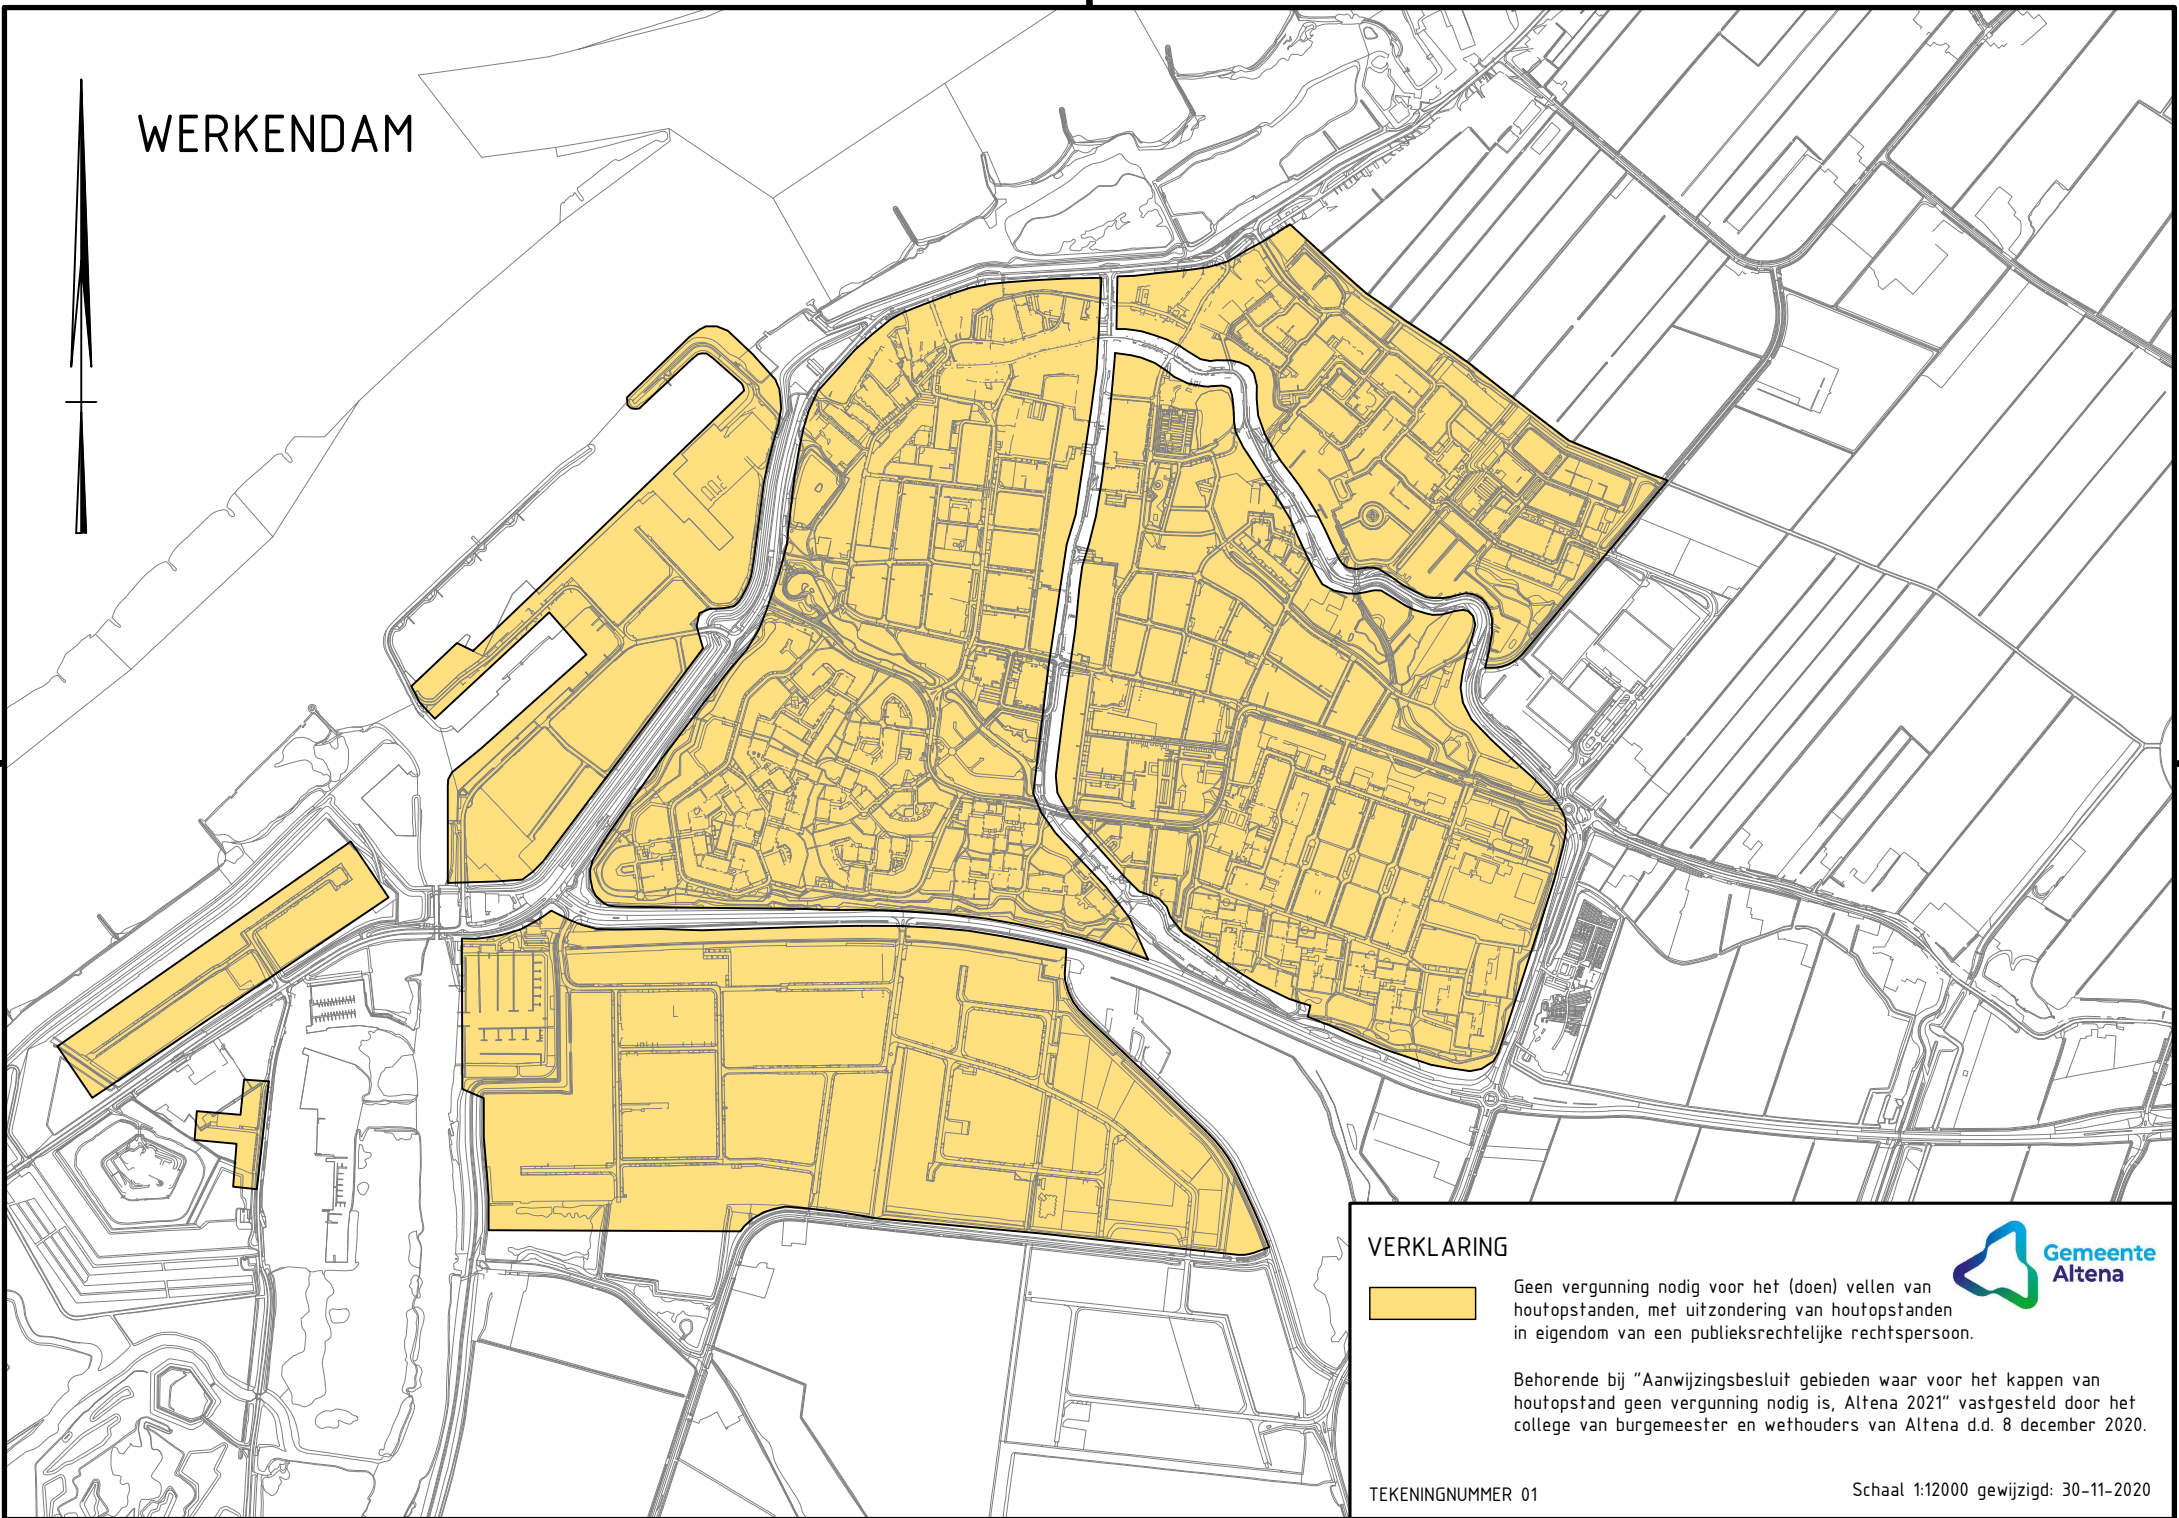 WERKENDAM
VERKLARING
Gemeente
Altena
Geen vergunning nodig voor het (doen) vellen van
houtopstanden, met uitzondering van houtopstanden
in eigendom van een publieksrechtelijke rechtspersoon.
Behorende bij "Aanwijzingsbesluit gebieden waar voor het kappen van
houtopstand geen vergunning nodig is, Altena 2021" vastgesteld door het
college van burgemeester en wethouders van Altena d.d. 8 december 2020.
TEKENINGNUMMER 01
Schaal 1:12000 gewijzigd: 30-11-2020